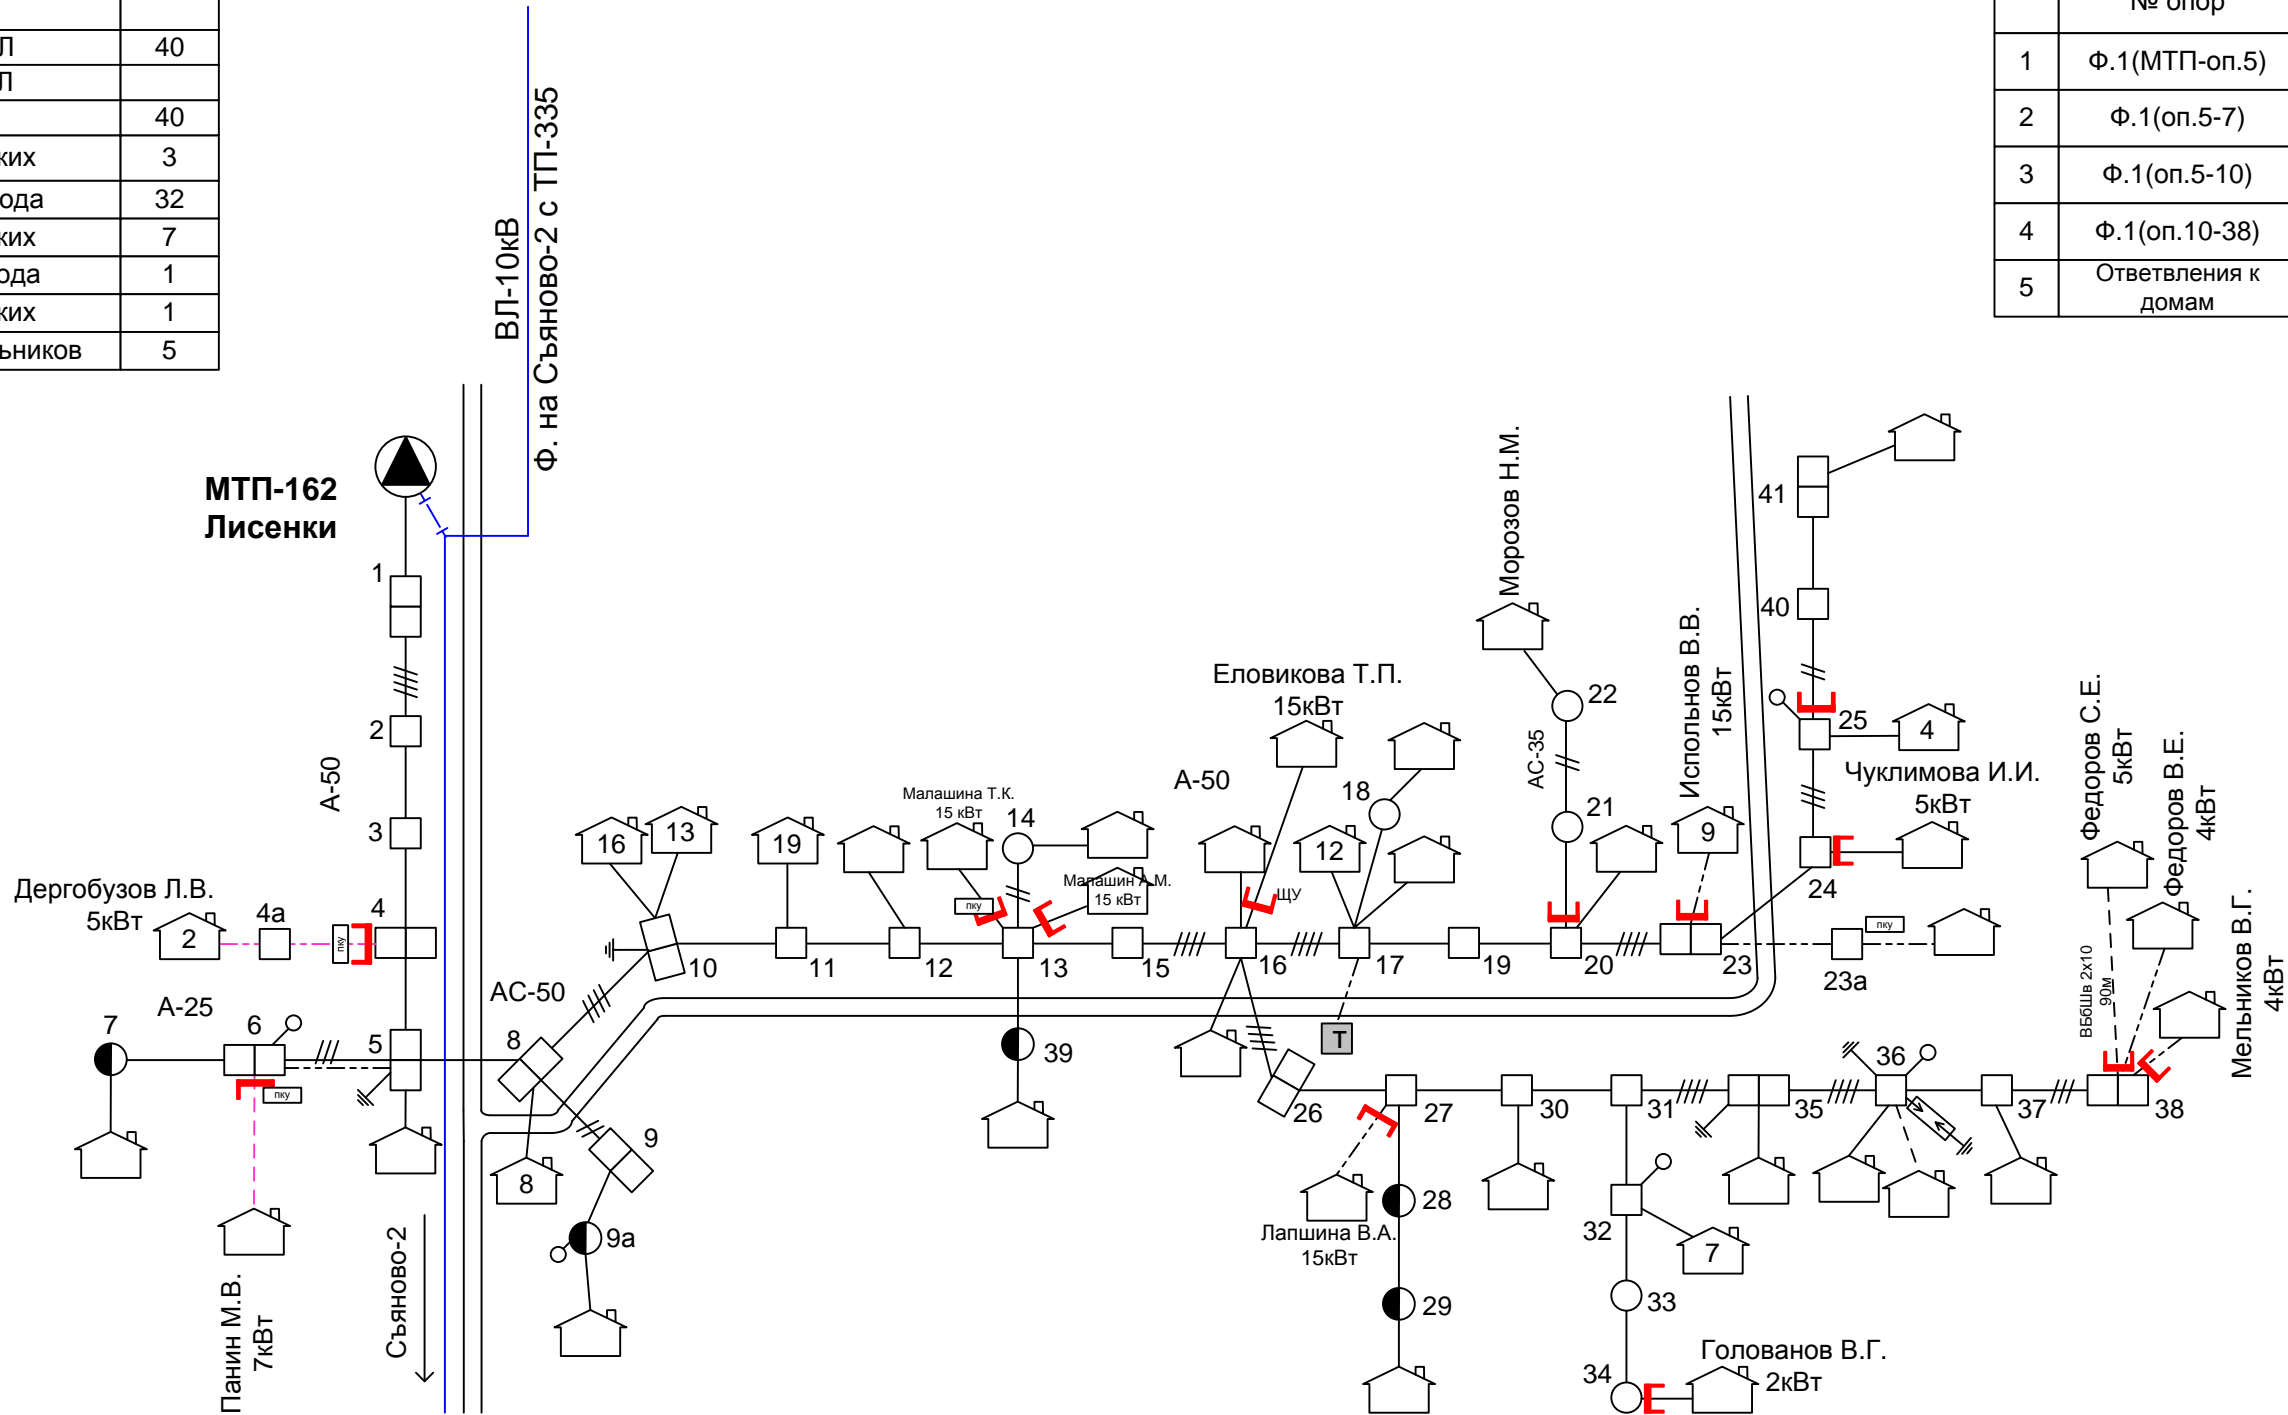 Л 40
Л
40
ких 3
ода 32
ких 7
ода 1
ких 1
ьников 5
№ опор
1 Ф.1(МТП-оп.5)
2 Ф.1(оп.5-7)
3 Ф.1(оп.5-10)
4 Ф.1(оп.10-38)
5 Ответвления к
домам
ВЛ-10кВ
Ф. на Съяново-2 с ТП-335
МТП-162
Лисенки
1
2
А-50
3
Дергобузов Л.В.
5кВт
2
4а
пку
4
А-25
7
6
5
пку
Панин М.В.
7кВт
Съяново-2
АС-50
8
8
9
9а
16
13
10
19
11
12
Малашина Т.К.
15 кВт
пку
14
Малашин А.М.
15 кВт
13
39
15
А-50
Еловикова Т.П.
15кВт
ЩУ
16
12
18
17
Т
19
Морозов Н.М.
22
АС-35
21
20
Испольнов В.В.
15кВт
9
23
41
40
25
4
Чуклимова И.И.
5кВт
24
пку
23а
26
27
Лапшина В.А.
15кВт
28
29
30
31
32
7
33
34
Голованов В.Г.
2кВт
35
36
37
38
ВБбШв 2х10
90м
Федоров С.Е.
5кВт
Федоров В.Е.
4кВт
Мельников В.Г.
4кВт